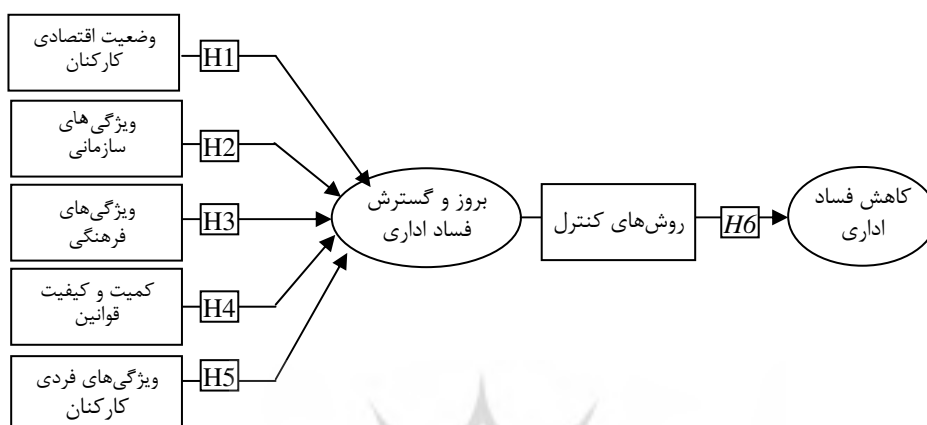 وضعیت اقتصادی
کارکنان
H1
ویژگی‌های
سازمانی
H2
ویژگی‌های
فرهنگی
H3
کمیت و کیفیت
قوانین
H4
ویژگی‌های فردی
کارکنان
H5
بروز و گسترش
فساد اداری
روش‌های کنترل
H6
کاهش فساد
اداری